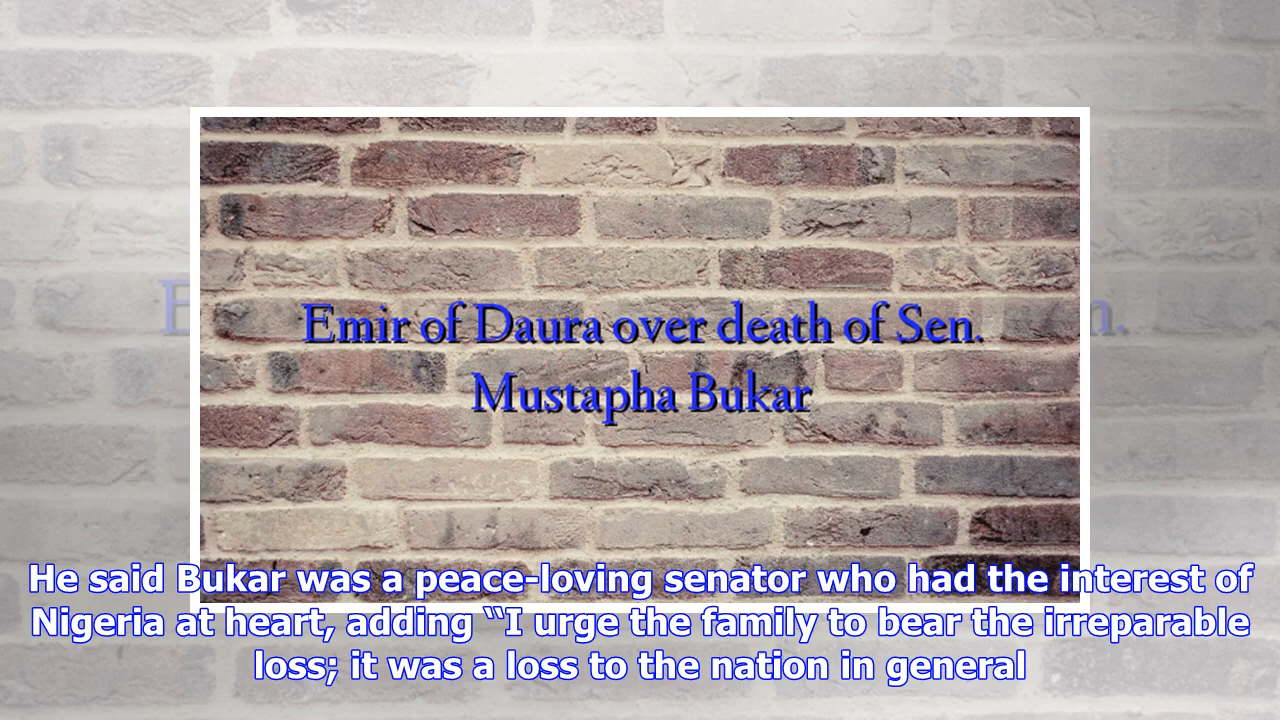 Emir of Daura over death of Sen.
Mustapha Bukar
He said Bukar was a peace-loving senator who had the interest of
Nigeria at heart, adding “I urge the family to bear the irreparable
loss; it was a loss to the nation in general